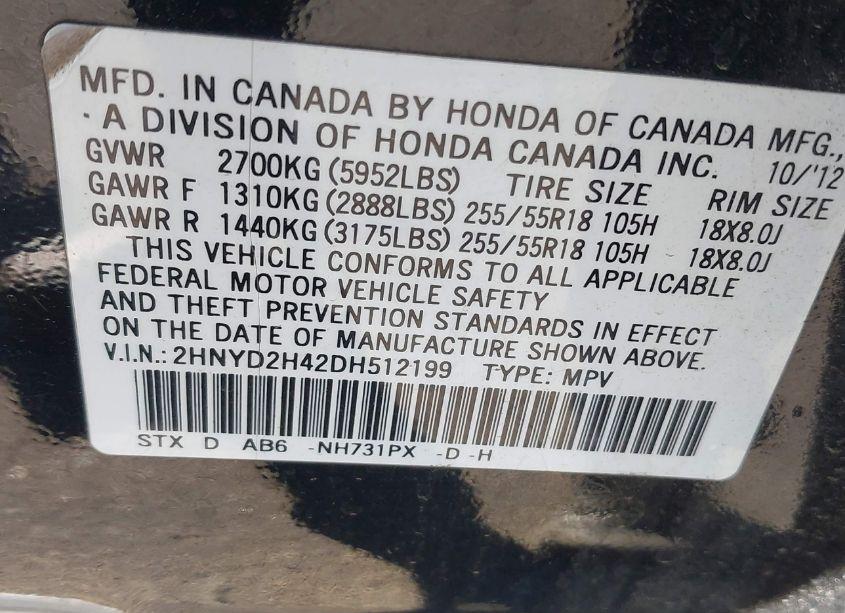 MFD. IN CANADA BY HONDA OF CANADA MFG.,
· A DIVISION OF HONDA CANADA INC. 10/'12
GVWR 2700KG (5952LBS) TIRE SIZE RIM SIZE
GAWR F 1310KG (2888LBS) 255/55R18 105H 18X8.0J
GAWR R 1440KG (3175LBS) 255/55R18 105H 18X8.0J
THIS VEHICLE CONFORMS TO ALL APPLICABLE
FEDERAL MOTOR VEHICLE SAFETY
AND THEFT PREVENTION STANDARDS IN EFFECT
ON THE DATE OF MANUFACTURE SHOWN ABOVE.
V.I.N.: 2HNYD2H42DH512199 TYPE: MPV
STX D AB6 -NH731PX -D -H